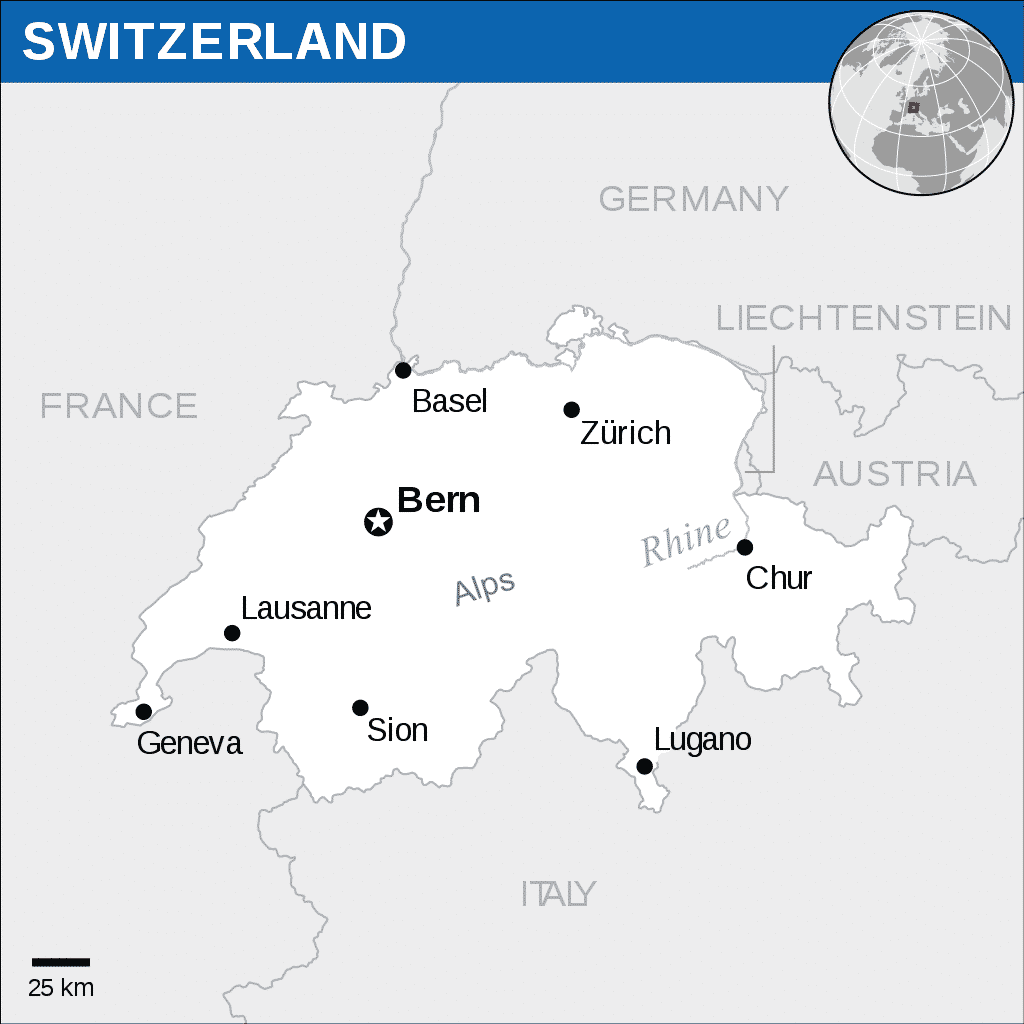 SWITZERLAND
GERMANY
LIECHTENSTEIN
FRANCE
Basel
Zürich
AUSTRIA
Bern
Rhine
Chur
Alps
Lausanne
Sion
Geneva
Lugano
ITALY
25 km